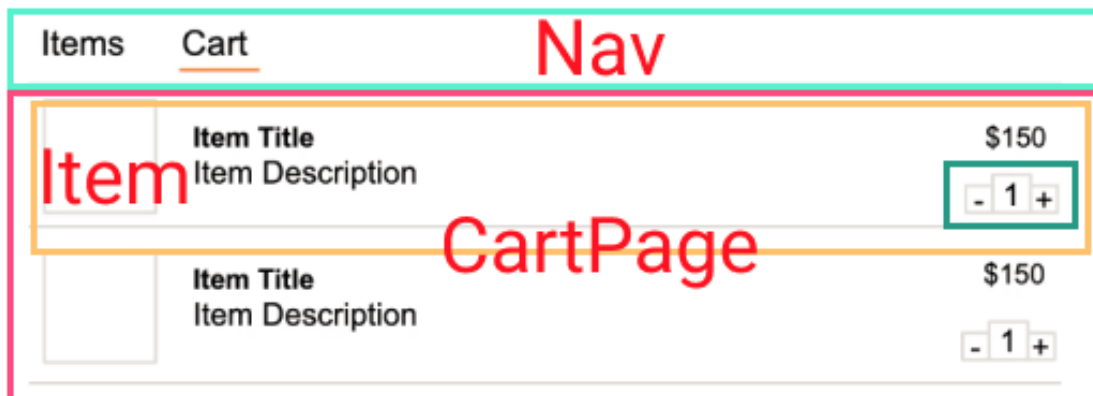 Items Cart Nav
Item Title $150
Item Item Description
- 1 +
CartPage
Item Title $150
Item Description
- 1 +